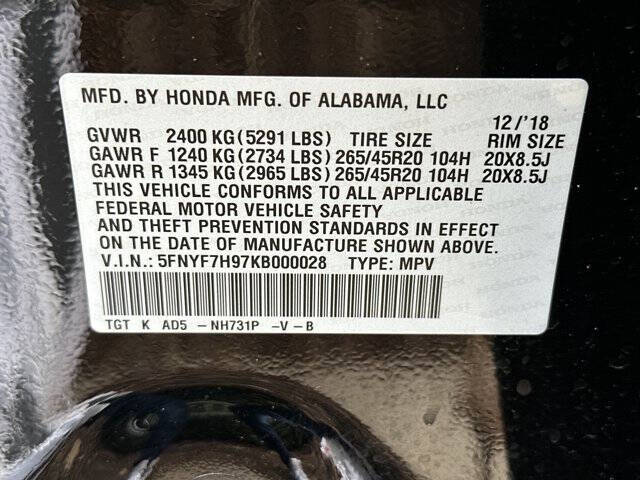 MFD. BY HONDA MFG. OF ALABAMA, LLC
12/'18
GVWR 2400 KG(5291 LBS) TIRE SIZE RIM SIZE
GAWR F 1240 KG(2734 LBS) 265/45R20 104H 20X8.5J
GAWR R 1345 KG(2965 LBS) 265/45R20 104H 20X8.5J
THIS VEHICLE CONFORMS TO ALL APPLICABLE
FEDERAL MOTOR VEHICLE SAFETY
AND THEFT PREVENTION STANDARDS IN EFFECT
ON THE DATE OF MANUFACTURE SHOWN ABOVE.
V.I.N.: 5FNYF7H97KB000028 TYPE: MPV
TGT K AD5 -NH731P -V-B